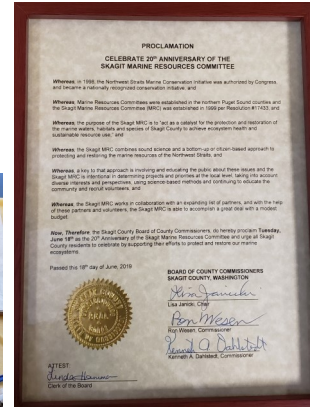 PROCLAMATION
CELEBRATE 20th ANNIVERSARY OF THE
SKAGIT MARINE RESOURCES COMMITTEE
Whereas, in 1998, the Northwest Straits Marine Conservation Initiative was authorized by Congress,
and became a nationally recognized conservation initiative; and
Whereas, Marine Resources Committees were established in the northern Puget Sound counties and
the Skagit Marine Resources Committee (MRC) was established in 1999 per Resolution #17433; and
Whereas, the purpose of the Skagit MRC is to "act as a catalyst for the protection and restoration of
the marine waters, habitats and species of Skagit County to achieve ecosystem health and
sustainable resource use;" and
Whereas, the Skagit MRC combines sound science and a bottom-up or citizen-based approach to
protecting and restoring the marine resources of the Northwest Straits; and
Whereas, a key to that approach is involving and educating the public about these issues and the
Skagit MRC is intentional in determining projects and priorities at the local level, taking into account
diverse interests and perspectives, using science-based methods and continuing to educate the
community and recruit volunteers; and
Whereas, the Skagit MRC works in collaboration with an expanding list of partners, and with the help
of these partners and volunteers, the Skagit MRC is able to accomplish a great deal with a modest
budget.
Now, Therefore, the Skagit County Board of County Commissioners, do hereby proclaim Tuesday,
June 18th as the 20th Anniversary of the Skagit Marine Resources Committee and urge all Skagit
County residents to celebrate by supporting their efforts to protect and restore our marine
ecosystems.
Passed this 18th day of June, 2019
BOARD OF COUNTY COMMISSIONERS
SKAGIT COUNTY, WASHINGTON
Lisa Janicki
Lisa Janicki, Chair
Ron Wesen
Ron Wesen, Commissioner
Kenneth A. Dahlstedt
Kenneth A. Dahlstedt, Commissioner
ATTEST:
Linda Hammons
Clerk of the Board